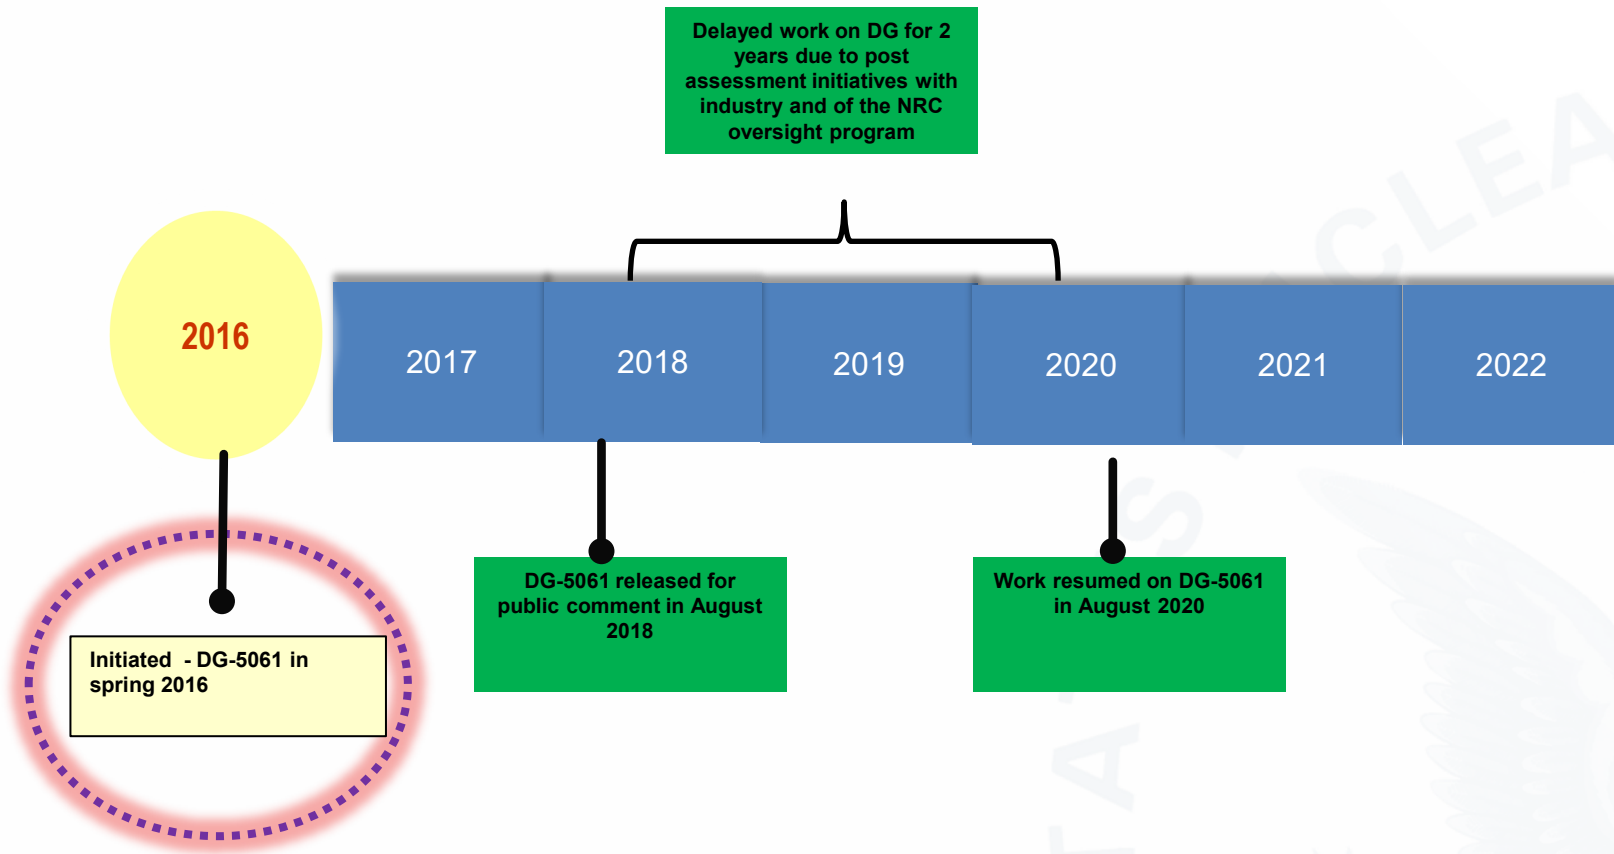 Delayed work on DG for 2
years due to post
assessment initiatives with
industry and of the NRC
oversight program
2016
2017
2018
2019
2020
2021
2022
DG-5061 released for
public comment in August
2018
Work resumed on DG-5061
in August 2020
Initiated  - DG-5061 in
spring 2016